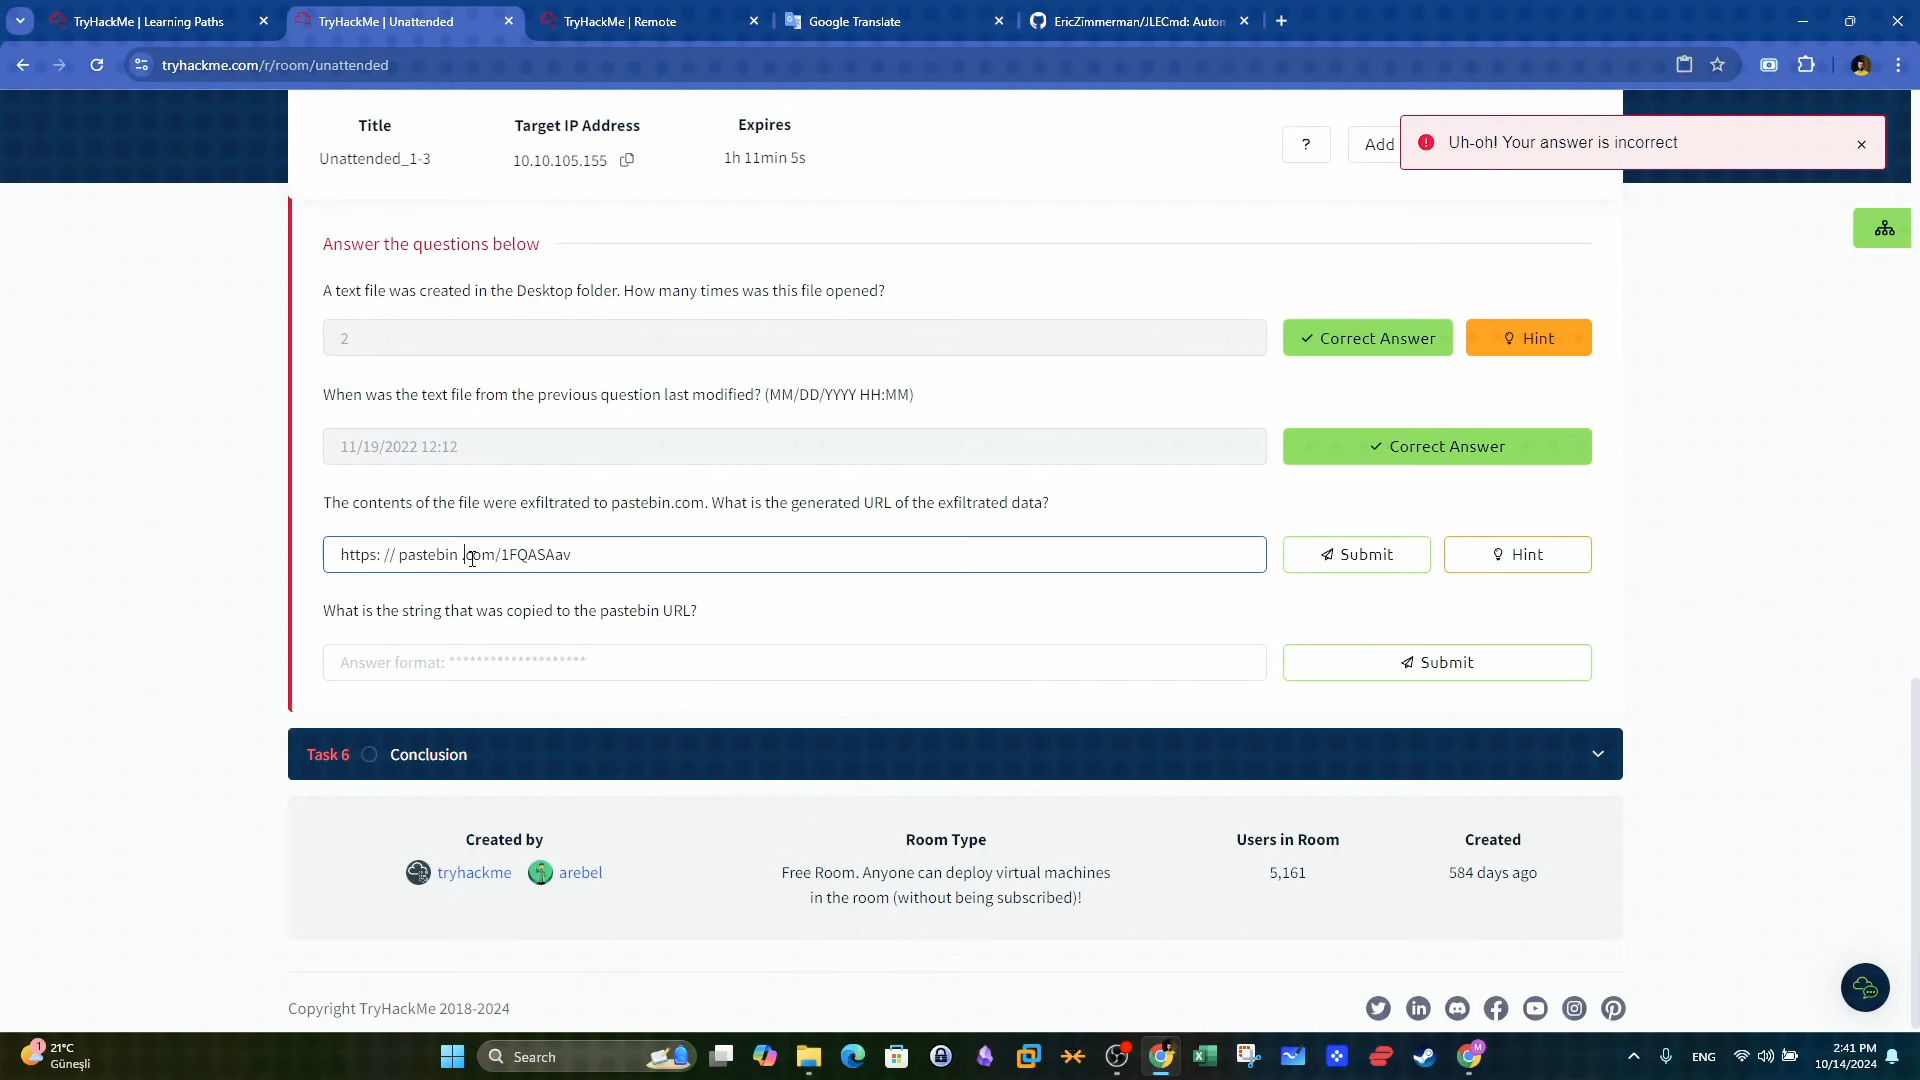 TryHackMe | Learning Paths
TryHackMe | Unattended
TryHackMe | Remote
Google Translate
EricZimmerman/JLECmd: Autom
tryhackme.com/r/room/unattended
Title
Target IP Address
Expires
Unattended_1-3
10.10.105.155
1h 11min 5s
?
Add
Uh-oh! Your answer is incorrect
Answer the questions below
A text file was created in the Desktop folder. How many times was this file opened?
2
Correct Answer
Hint
When was the text file from the previous question last modified? (MM/DD/YYYY HH:MM)
11/19/2022 12:12
Correct Answer
The contents of the file were exfiltrated to pastebin.com. What is the generated URL of the exfiltrated data?
https: // pastebin .com/1FQASAav
Submit
Hint
What is the string that was copied to the pastebin URL?
Answer format: ********************
Submit
Task 6
Conclusion
Created by
Room Type
Users in Room
Created
tryhackme
arebel
Free Room. Anyone can deploy virtual machines
in the room (without being subscribed)!
5,161
584 days ago
Copyright TryHackMe 2018-2024
1
21°C
Güneşli
Search
M
ENG
2:41 PM
10/14/2024